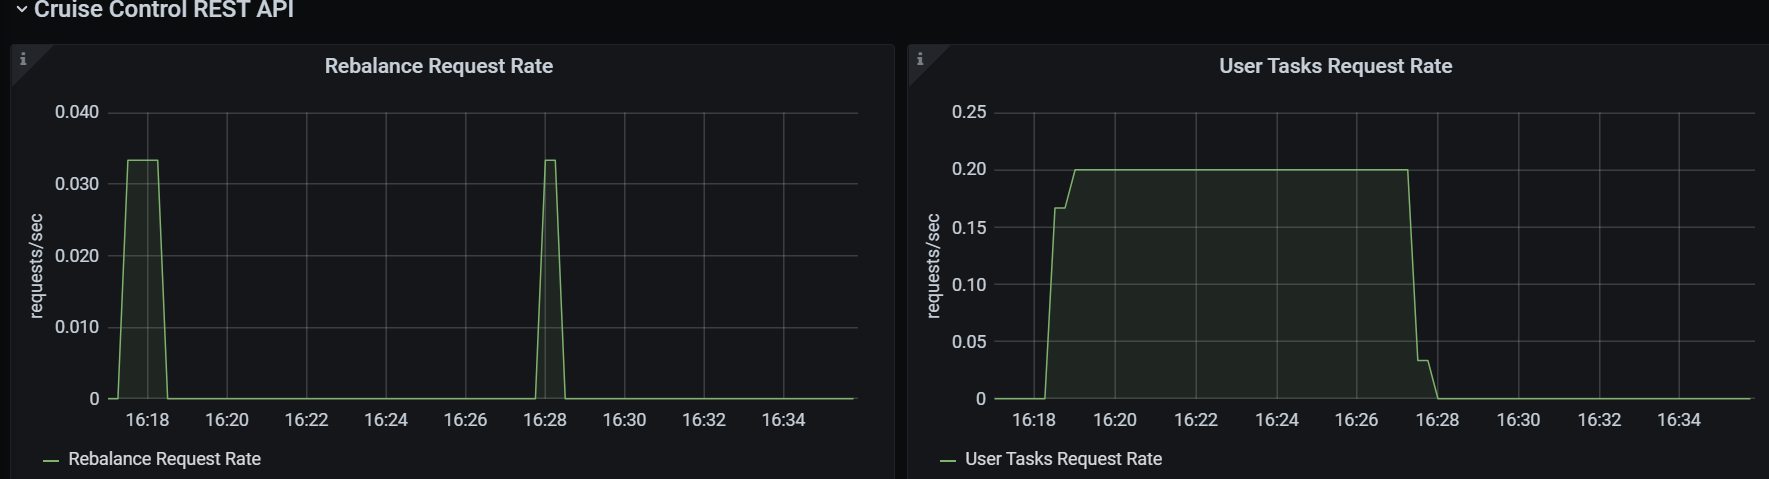 Cruise Control REST API
Rebalance Request Rate
requests/sec
0.040
0.030
0.020
0.010
0
16:18 16:20 16:22 16:24 16:26 16:28 16:30 16:32 16:34
Rebalance Request Rate
User Tasks Request Rate
requests/sec
0.25
0.20
0.15
0.10
0.05
0
16:18 16:20 16:22 16:24 16:26 16:28 16:30 16:32 16:34
User Tasks Request Rate